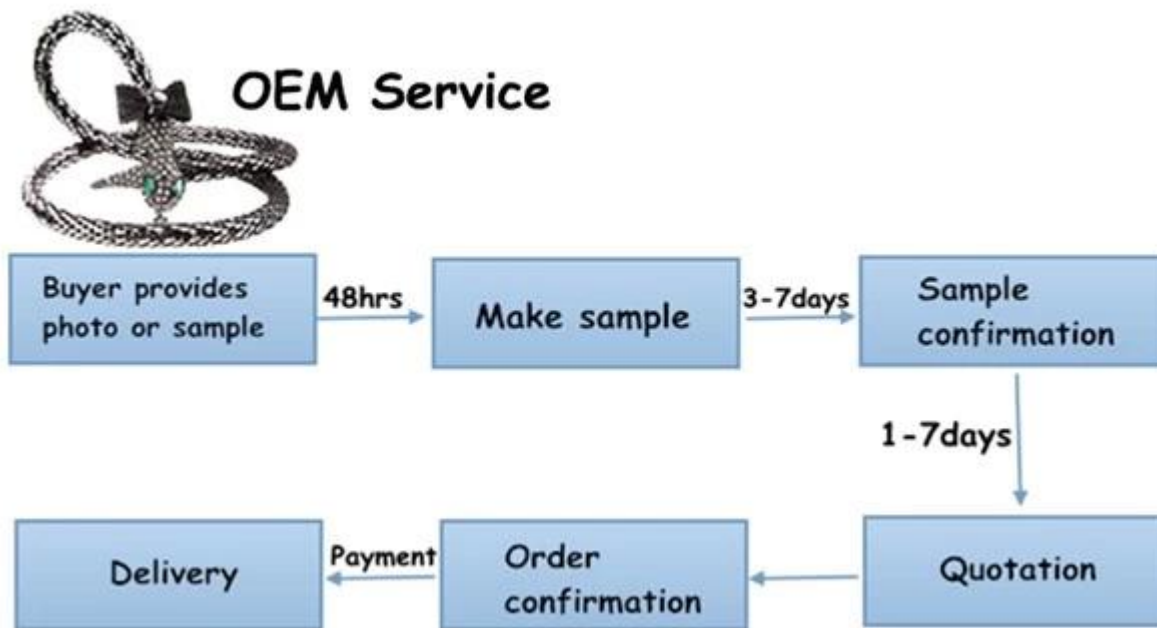 OEM Service
Buyer provides
photo or sample
48hrs
Make sample
3-7days
Sample
confirmation
1-7days
Quotation
Order
confirmation
Payment
Delivery